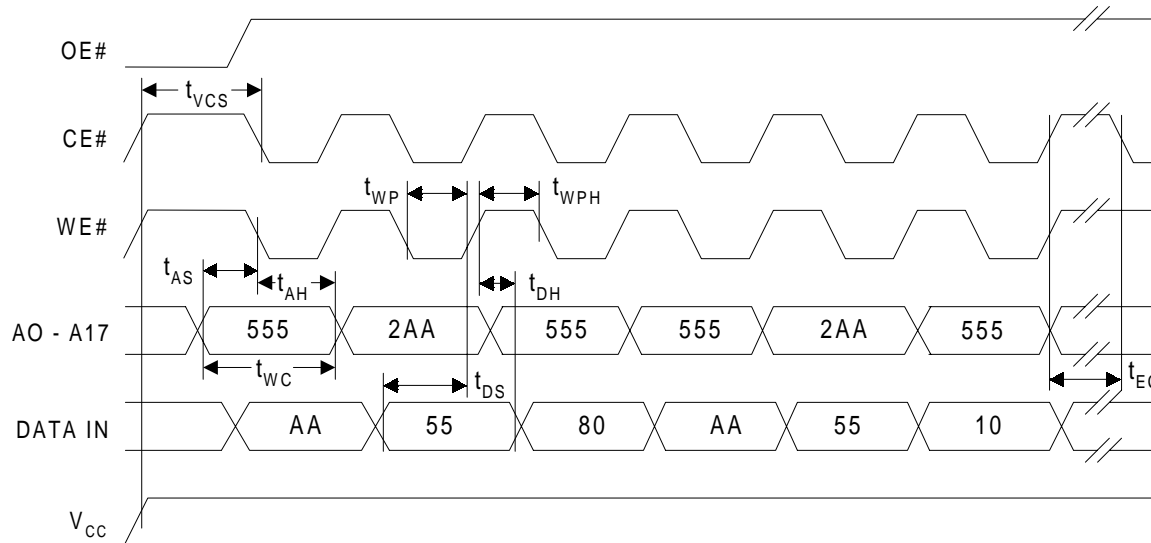 OE#
tVCS
CE#
tWP
tWPH
WE#
tAS
tAH
tDH
AO - A17
555 2AA 555 555 2AA 555
tWC
tDS
tEC
DATA IN
AA 55 80 AA 55 10
VCC